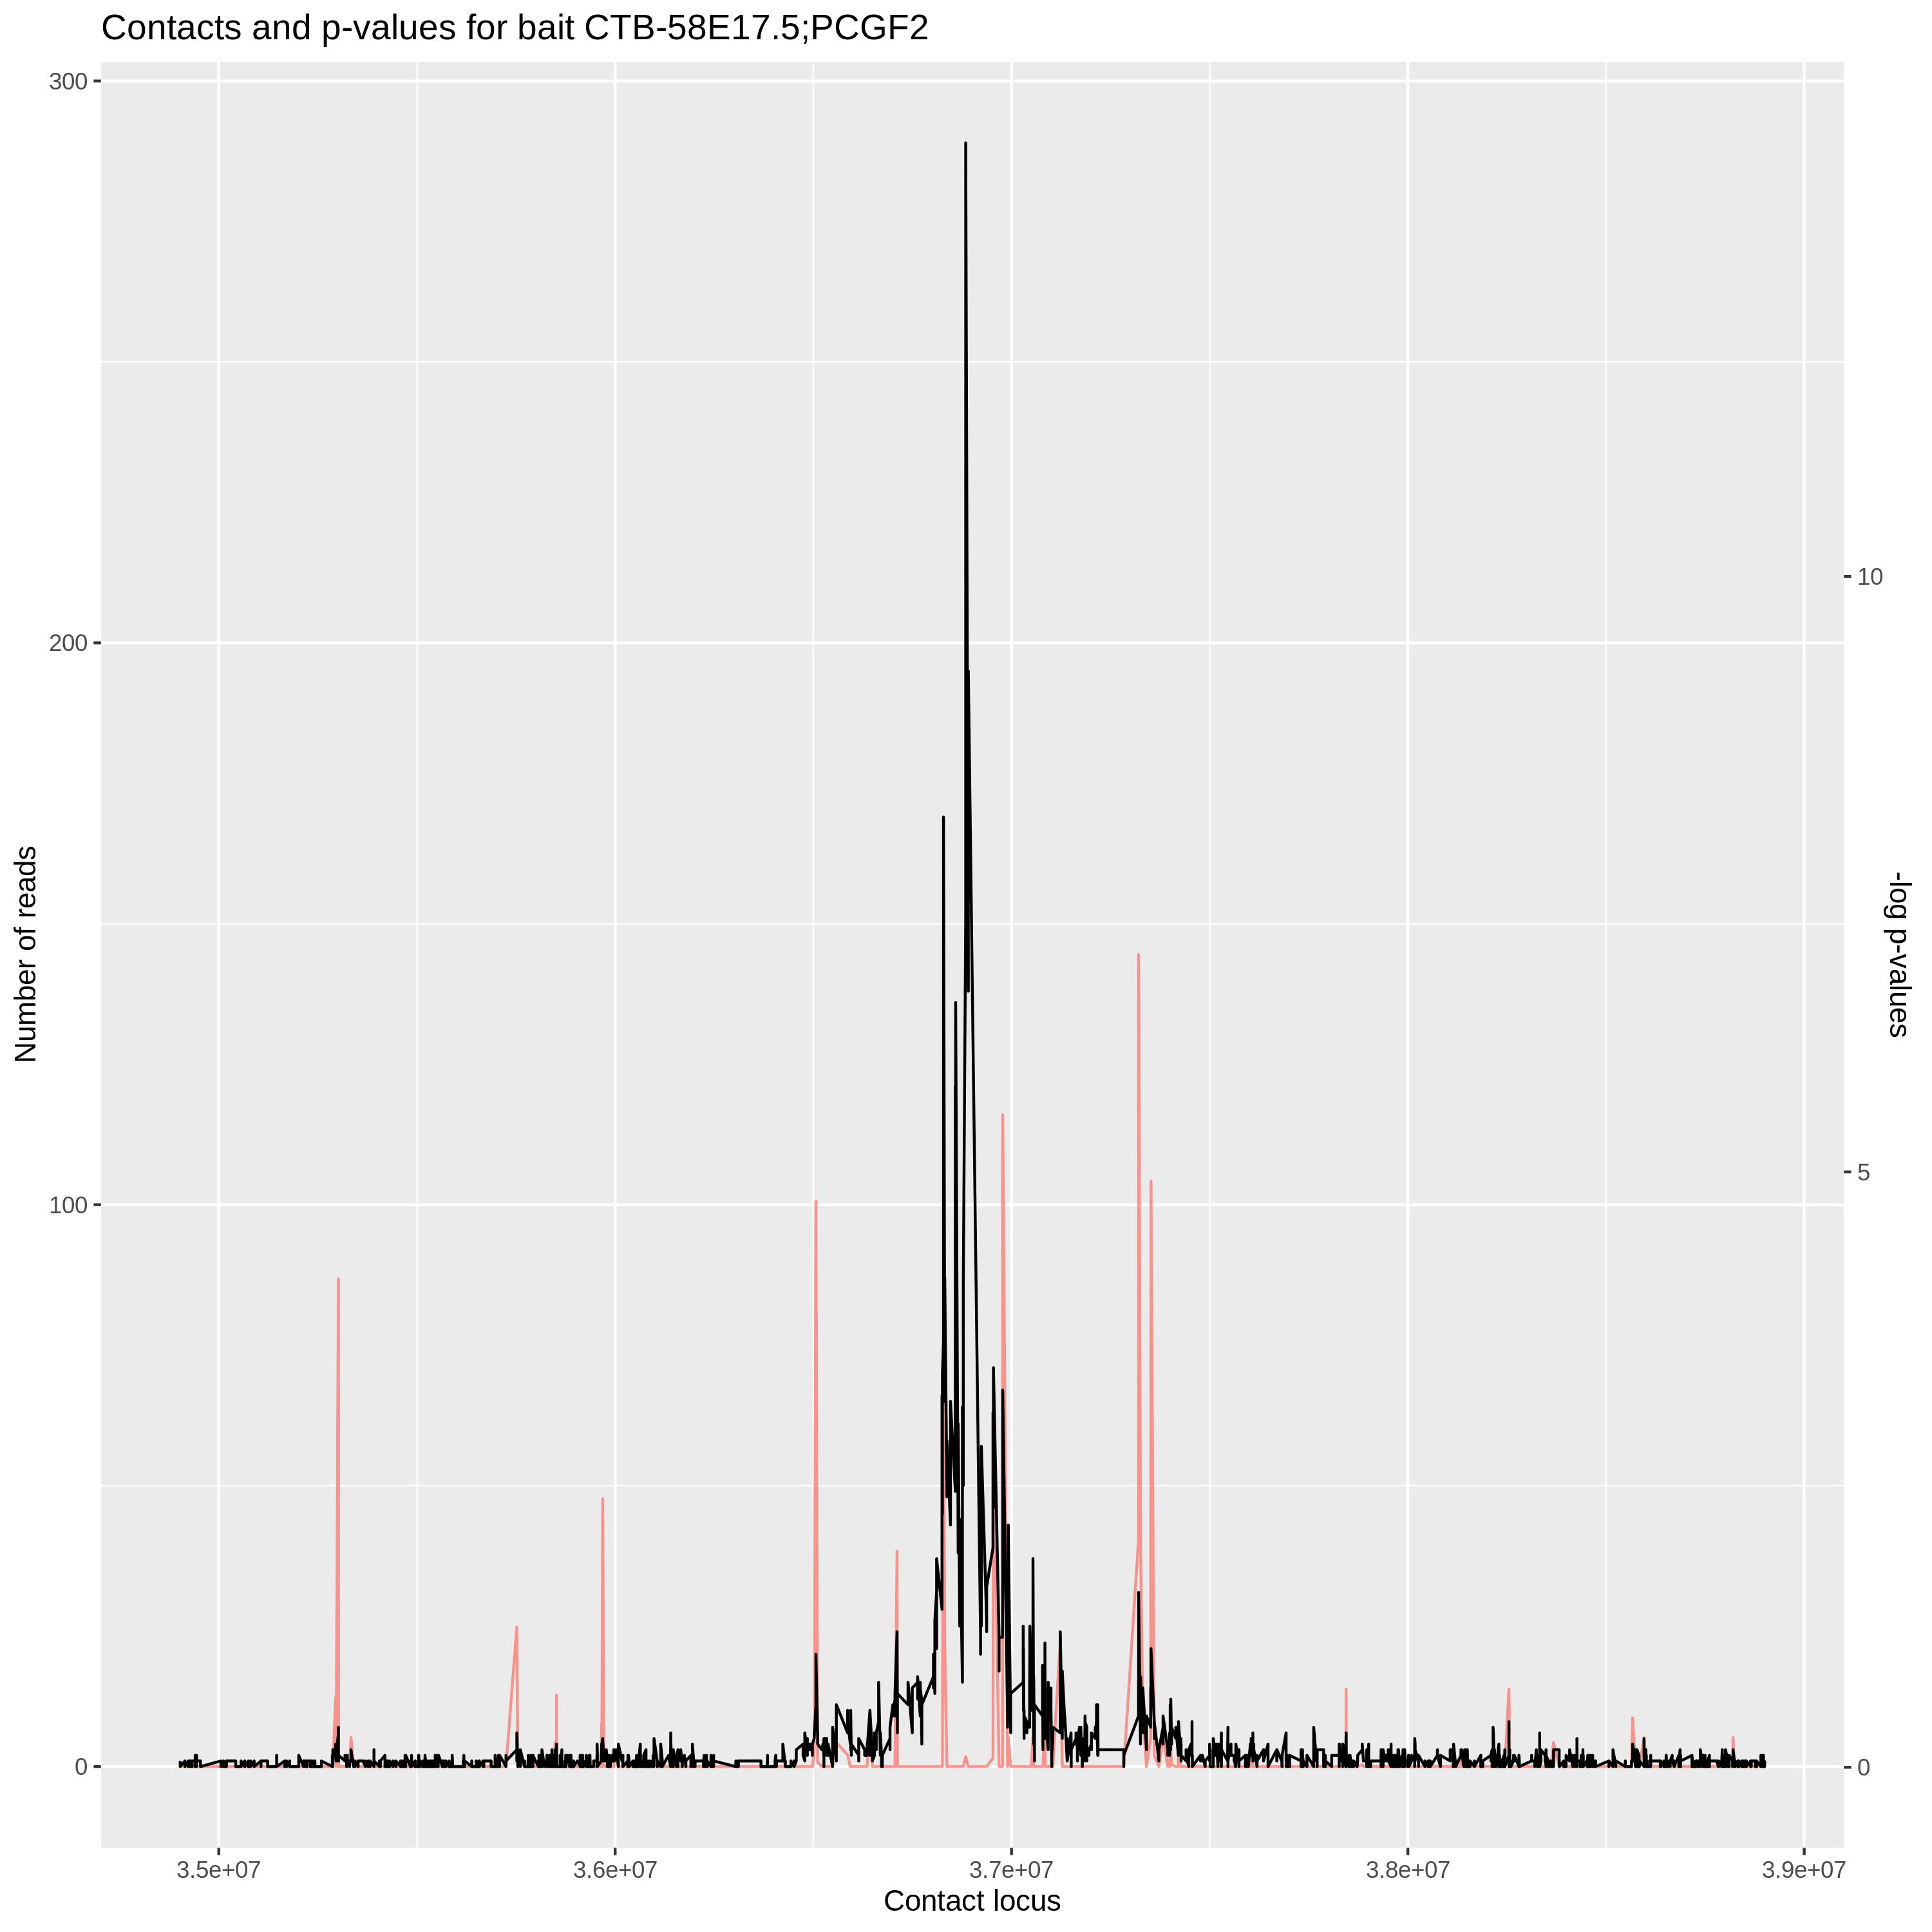 Contacts and p-values for bait CTB-58E17.5;PCGF2
300
200
100
0
Number of reads
10
5
0
-log p-values
3.5e+07
3.6e+07
3.7e+07
3.8e+07
3.9e+07
Contact locus